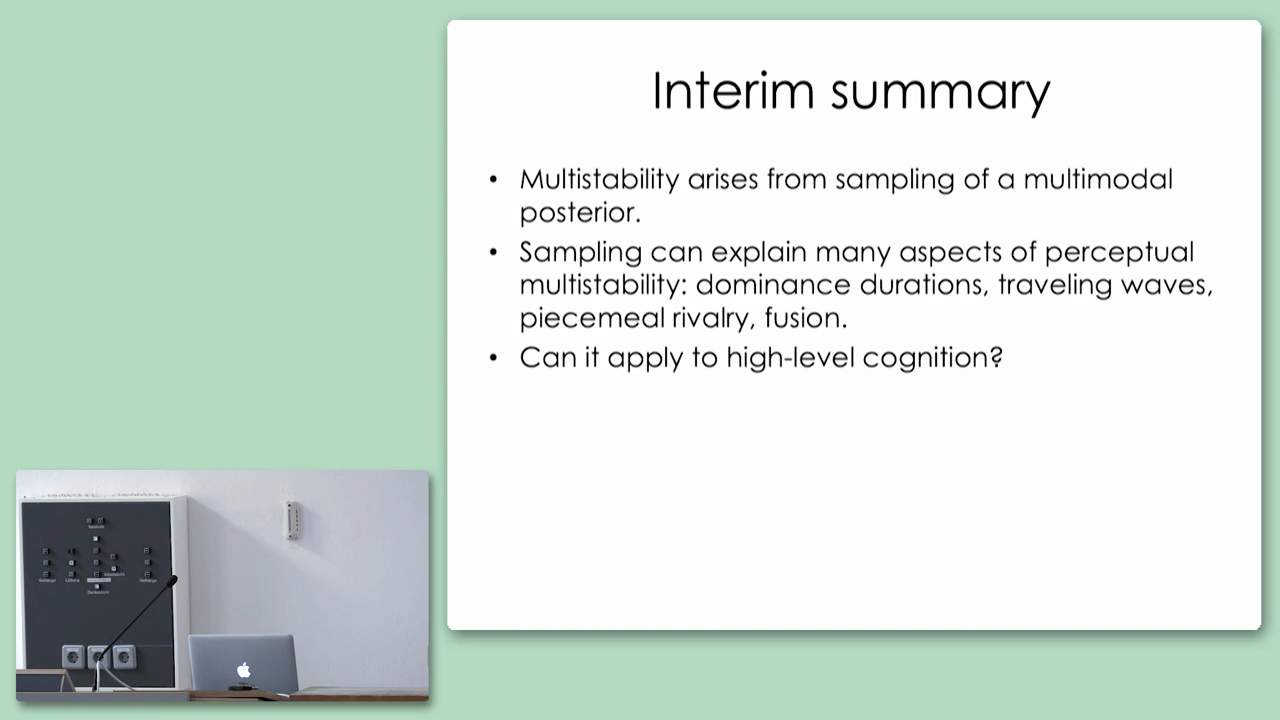 Interim summary
• Multistability arises from sampling of a multimodal
posterior.
• Sampling can explain many aspects of perceptual
multistability: dominance durations, traveling waves,
piecemeal rivalry, fusion.
• Can it apply to high-level cognition?